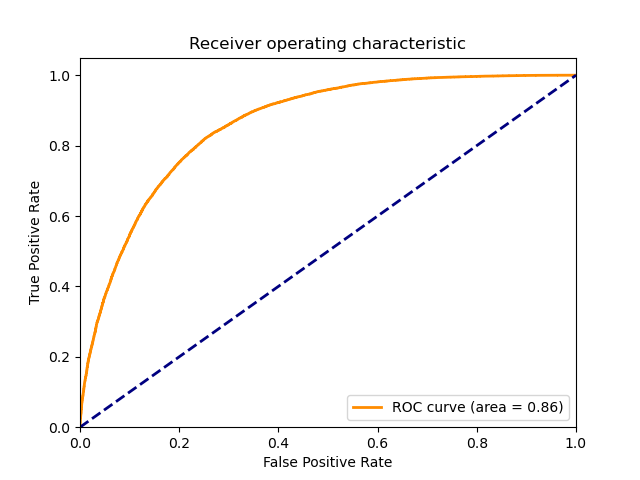 Receiver operating characteristic
True Positive Rate
1.0
0.8
0.6
0.4
0.2
0.0
ROC curve (area = 0.86)
0.0 0.2 0.4 0.6 0.8 1.0
False Positive Rate